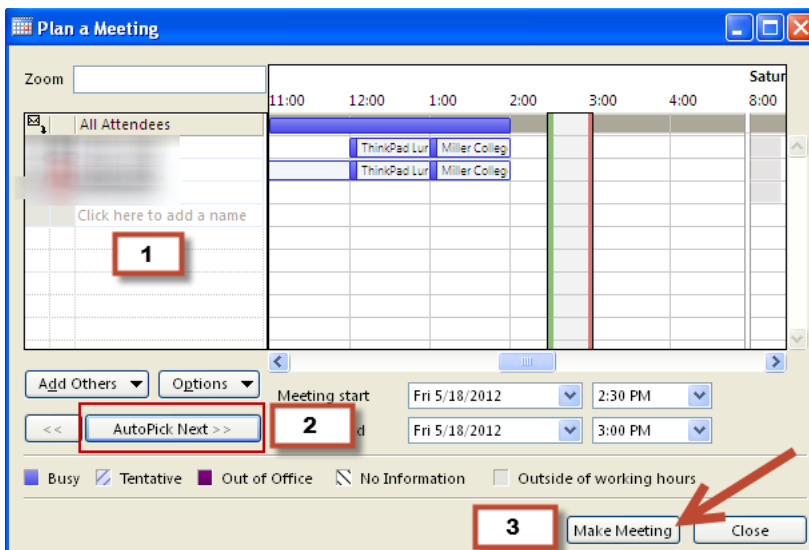 Plan a Meeting
Zoom
Satur
11:00 12:00 1:00 2:00 3:00 4:00 8:00
All Attendees
ThinkPad Lur Miller Colleg
ThinkPad Lur Miller Colleg
Click here to add a name
1
Add Others Options
Meeting start Fri 5/18/2012 2:30 PM
<< AutoPick Next >> 2 d Fri 5/18/2012 3:00 PM
Busy Tentative Out of Office No Information Outside of working hours
3 Make Meeting Close